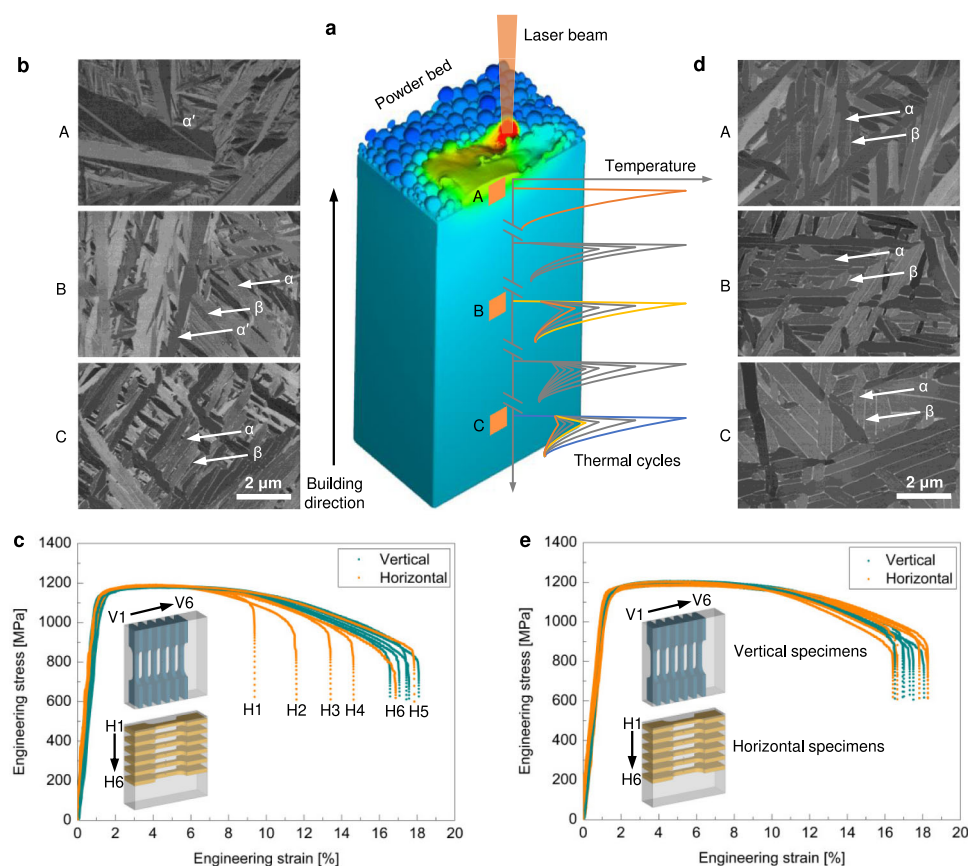 a
Laser beam
Powder bed
Temperature
A
B
C
Thermal cycles
Building
direction
b
A
α′
B
α
β
α′
C
α
β
2 μm
d
A
α
β
B
α
β
C
α
β
2 μm
c
Engineering stress [MPa]
1400
1200
1000
800
600
400
200
0
Vertical
Horizontal
V1
V6
H1
H6
H1
H2
H3
H4
H6
H5
0
2
4
6
8
10
12
14
16
18
20
Engineering strain [%]
e
Engineering stress [MPa]
1400
1200
1000
800
600
400
200
0
Vertical
Horizontal
V1
V6
Vertical specimens
H1
H6
Horizontal specimens
0
2
4
6
8
10
12
14
16
18
20
Engineering strain [%]